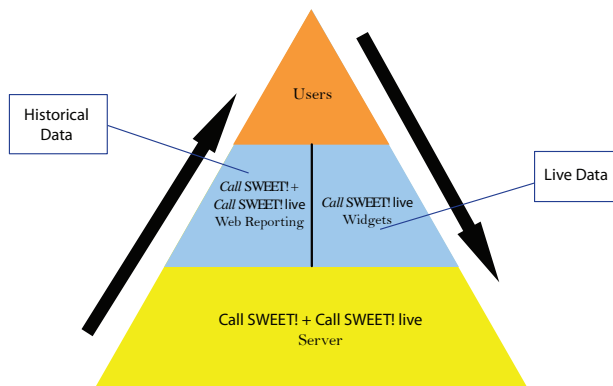 Users
Historical
Data
Call SWEET! +
Call SWEET! live
Web Reporting
Call SWEET! live
Widgets
Live Data
Call SWEET! + Call SWEET! live
Server